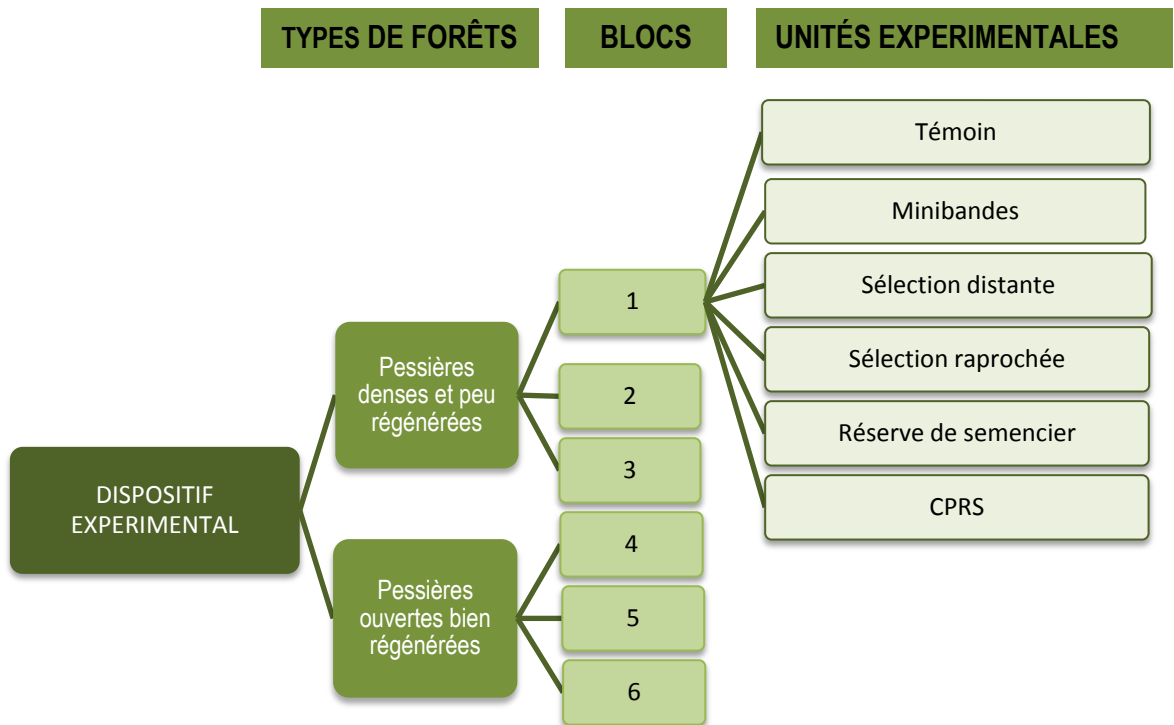 TYPES DE FORÊTS
BLOCS
UNITÉS EXPERIMENTALES
DISPOSITIF
EXPERIMENTAL
Pessières
denses et peu
régénérées
Pessières
ouvertes bien
régénérées
1
2
3
4
5
6
Témoin
Minibandes
Sélection distante
Sélection raprochée
Réserve de semencier
CPRS